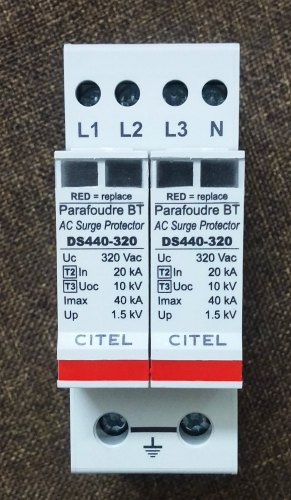 L1 L2 L3 N
RED = replace
Parafoudre BT
AC Surge Protector
DS440-320
Uc 320 Vac
T2 In 20 kA
T3 Uoc 10 kV
Imax 40 kA
Up 1.5 kV
CITEL
RED = replace
Parafoudre BT
AC Surge Protector
DS440-320
Uc 320 Vac
T2 In 20 kA
T3 Uoc 10 kV
Imax 40 kA
Up 1.5 kV
CITEL